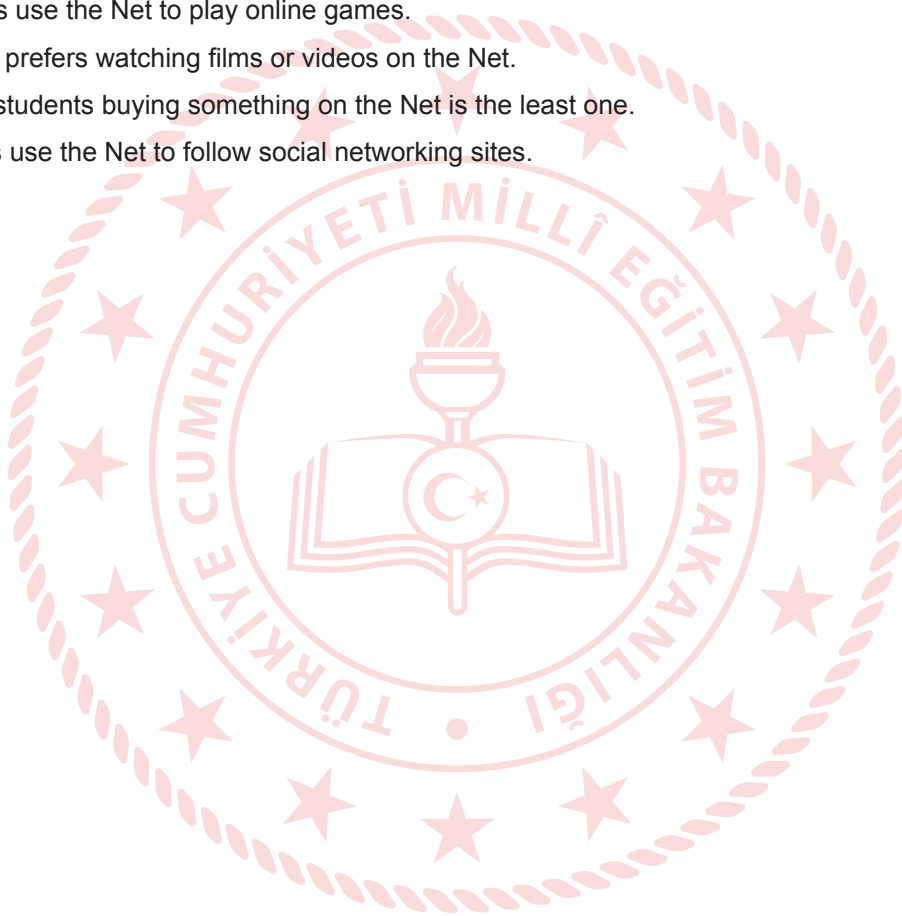 s use the Net to play online games.
prefers watching films or videos on the Net.
students buying something on the Net is the least one.
s use the Net to follow social networking sites.
TÜRKİYE CUMHURİYETİ MİLLÎ EĞİTİM BAKANLIĞI